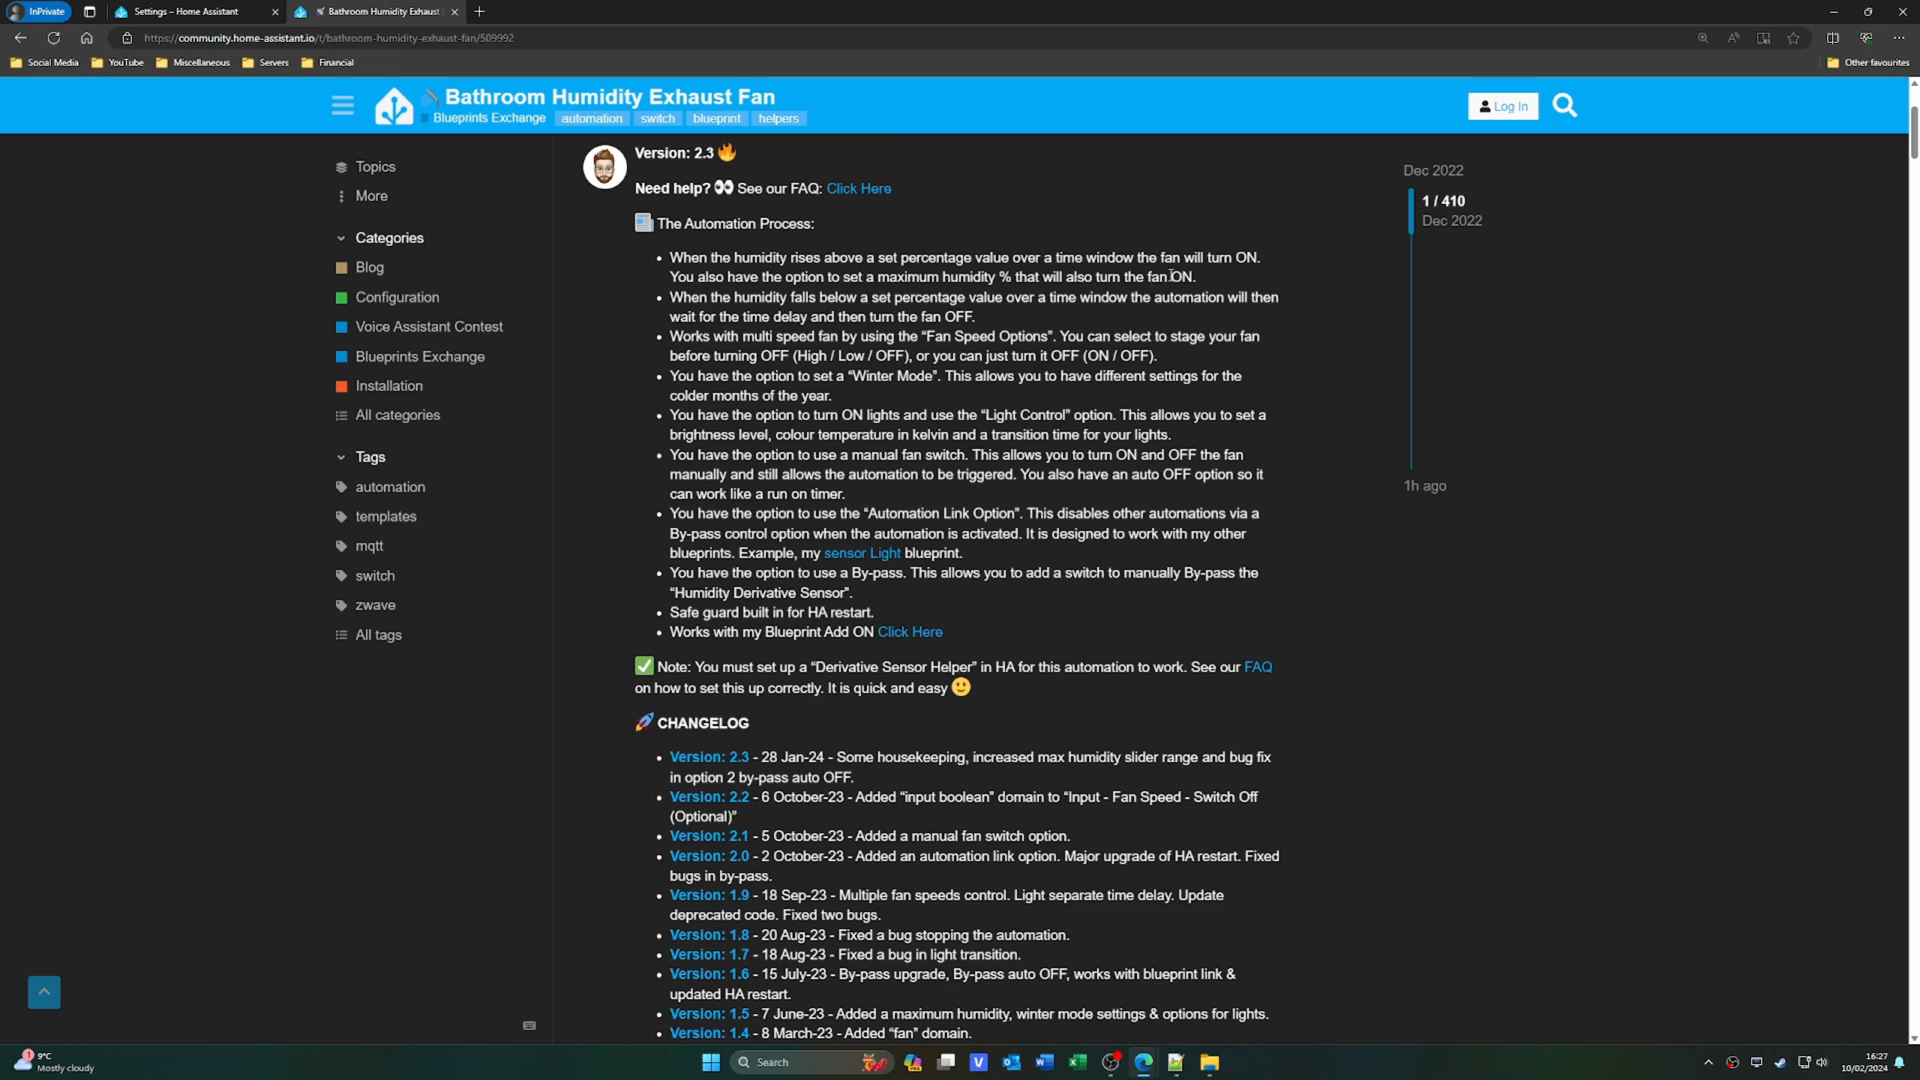 InPrivate
Settings – Home Assistant
Bathroom Humidity Exhaust
https://community.home-assistant.io/t/bathroom-humidity-exhaust-fan/509992
Social Media
YouTube
Miscellaneous
Servers
Financial
Other favourites
Bathroom Humidity Exhaust Fan
Blueprints Exchange
automation
switch
blueprint
helpers
Log In
Topics
More
Categories
Blog
Configuration
Voice Assistant Contest
Blueprints Exchange
Installation
All categories
Tags
automation
templates
mqtt
switch
zwave
All tags
Version: 2.3
Need help? See our FAQ: Click Here
The Automation Process:
• When the humidity rises above a set percentage value over a time window the fan will turn ON.
You also have the option to set a maximum humidity % that will also turn the fan ON.
• When the humidity falls below a set percentage value over a time window the automation will then
wait for the time delay and then turn the fan OFF.
• Works with multi speed fan by using the “Fan Speed Options”. You can select to stage your fan
before turning OFF (High / Low / OFF), or you can just turn it OFF (ON / OFF).
• You have the option to set a “Winter Mode”. This allows you to have different settings for the
colder months of the year.
• You have the option to turn ON lights and use the “Light Control” option. This allows you to set a
brightness level, colour temperature in kelvin and a transition time for your lights.
• You have the option to use a manual fan switch. This allows you to turn ON and OFF the fan
manually and still allows the automation to be triggered. You also have an auto OFF option so it
can work like a run on timer.
• You have the option to use the “Automation Link Option”. This disables other automations via a
By-pass control option when the automation is activated. It is designed to work with my other
blueprints. Example, my sensor Light blueprint.
• You have the option to use a By-pass. This allows you to add a switch to manually By-pass the
“Humidity Derivative Sensor”.
• Safe guard built in for HA restart.
• Works with my Blueprint Add ON Click Here
Note: You must set up a “Derivative Sensor Helper” in HA for this automation to work. See our FAQ
on how to set this up correctly. It is quick and easy
CHANGELOG
• Version: 2.3 - 28 Jan-24 - Some housekeeping, increased max humidity slider range and bug fix
in option 2 by-pass auto OFF.
• Version: 2.2 - 6 October-23 - Added “input boolean” domain to “Input - Fan Speed - Switch Off
(Optional)”
• Version: 2.1 - 5 October-23 - Added a manual fan switch option.
• Version: 2.0 - 2 October-23 - Added an automation link option. Major upgrade of HA restart. Fixed
bugs in by-pass.
• Version: 1.9 - 18 Sep-23 - Multiple fan speeds control. Light separate time delay. Update
deprecated code. Fixed two bugs.
• Version: 1.8 - 20 Aug-23 - Fixed a bug stopping the automation.
• Version: 1.7 - 18 Aug-23 - Fixed a bug in light transition.
• Version: 1.6 - 15 July-23 - By-pass upgrade, By-pass auto OFF, works with blueprint link &
updated HA restart.
• Version: 1.5 - 7 June-23 - Added a maximum humidity, winter mode settings & options for lights.
• Version: 1.4 - 8 March-23 - Added “fan” domain.
Dec 2022
1 / 410
Dec 2022
1h ago
1
9°C
Mostly cloudy
Search
16:27
10/02/2024